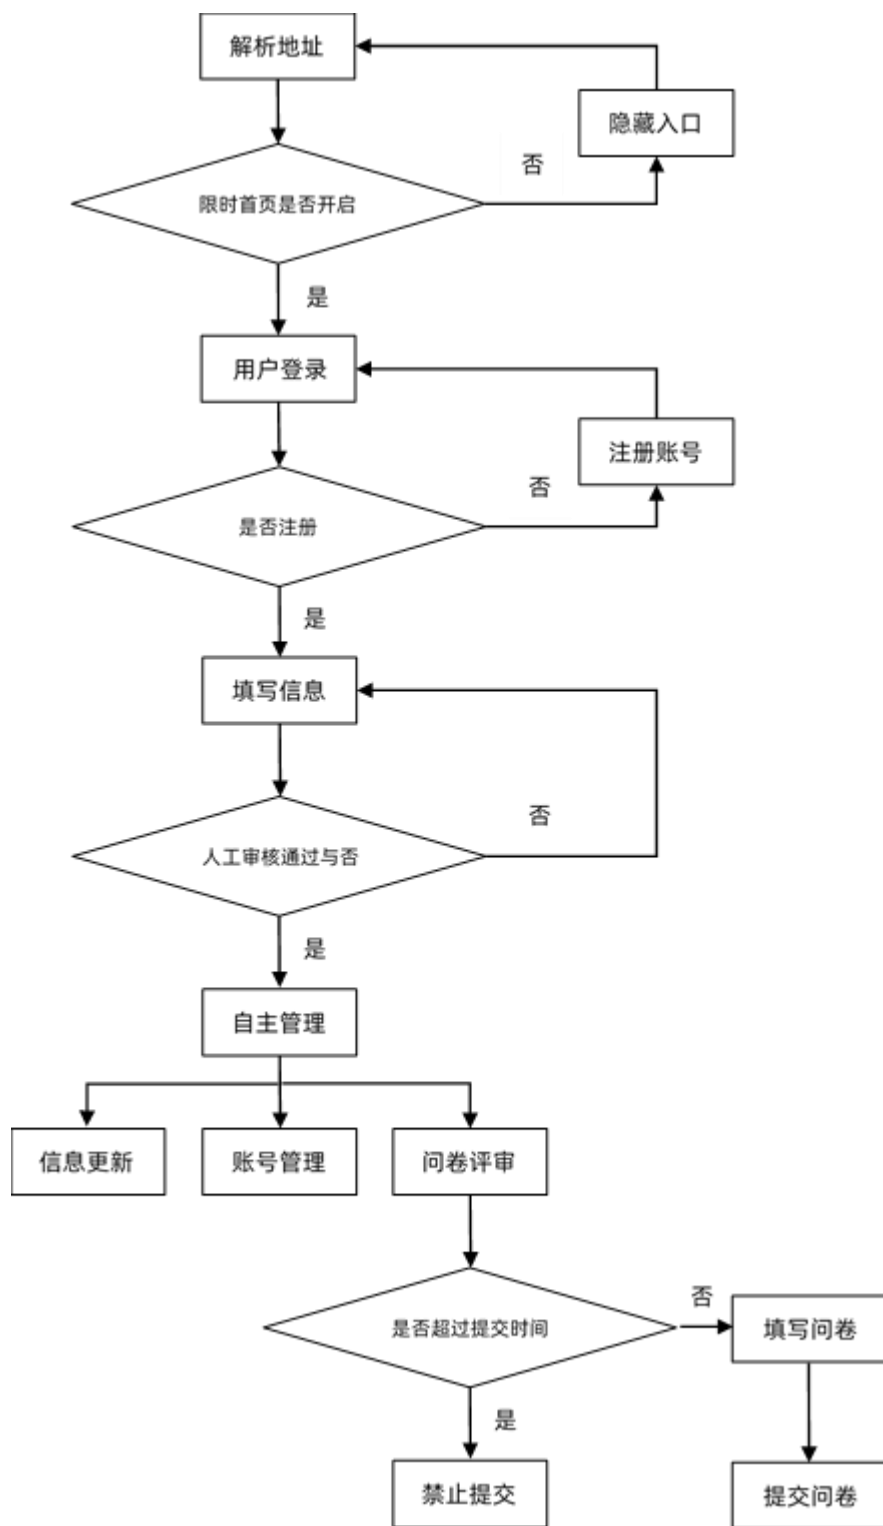 解析地址
隐藏入口
否
限时首页是否开启
是
用户登录
注册账号
否
是否注册
是
填写信息
否
人工审核通过与否
是
自主管理
信息更新
账号管理
问卷评审
否
是否超过提交时间
填写问卷
是
禁止提交
提交问卷